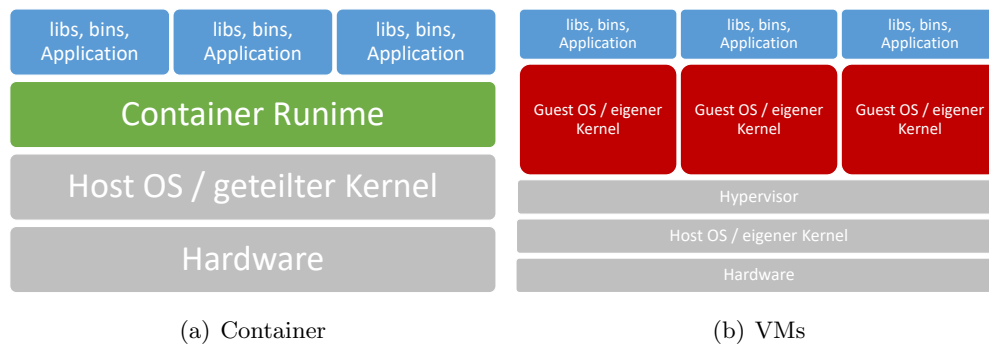 libs, bins,
Application
libs, bins,
Application
libs, bins,
Application
Container Runime
Host OS / geteilter Kernel
Hardware
(a) Container
libs, bins,
Application
libs, bins,
Application
libs, bins,
Application
Guest OS / eigener
Kernel
Guest OS / eigener
Kernel
Guest OS / eigener
Kernel
Hypervisor
Host OS / eigener Kernel
Hardware
(b) VMs